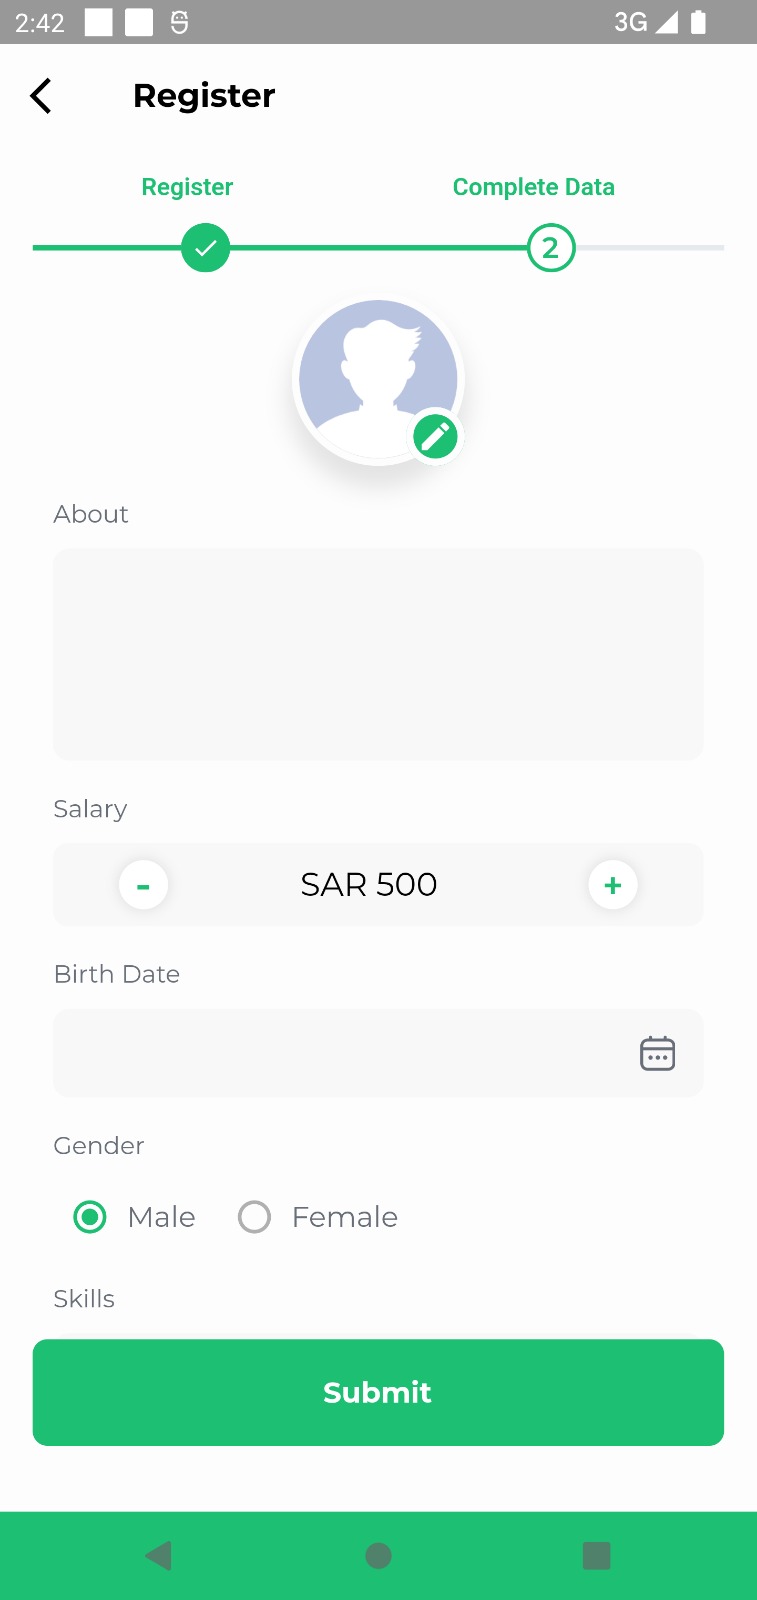 2:42 3G
Register
Register Complete Data
2
About
Salary
- SAR 500 +
Birth Date
Gender
Male Female
Skills
Submit